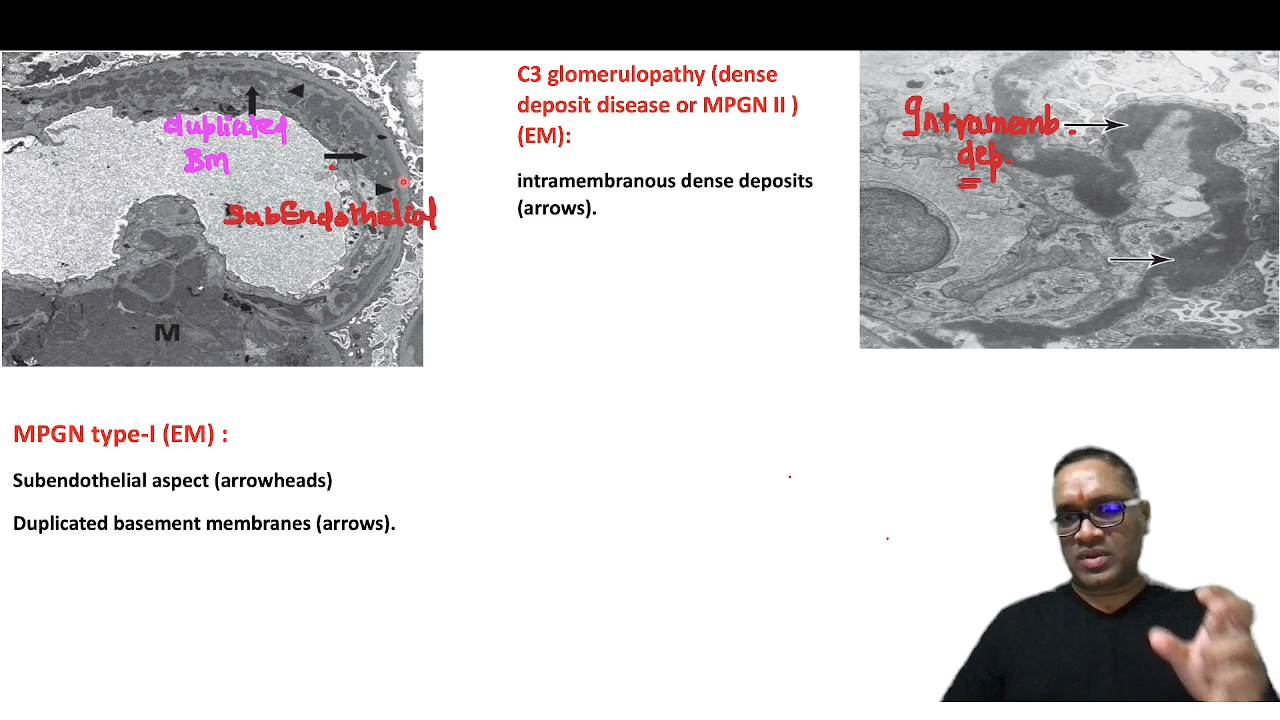 dupliated
BM
SubEndothelial
M
MPGN type-I (EM) :
Subendothelial aspect (arrowheads)
Duplicated basement membranes (arrows).
C3 glomerulopathy (dense
deposit disease or MPGN II )
(EM):
intramembranous dense deposits
(arrows).
Intramemb.
dep.